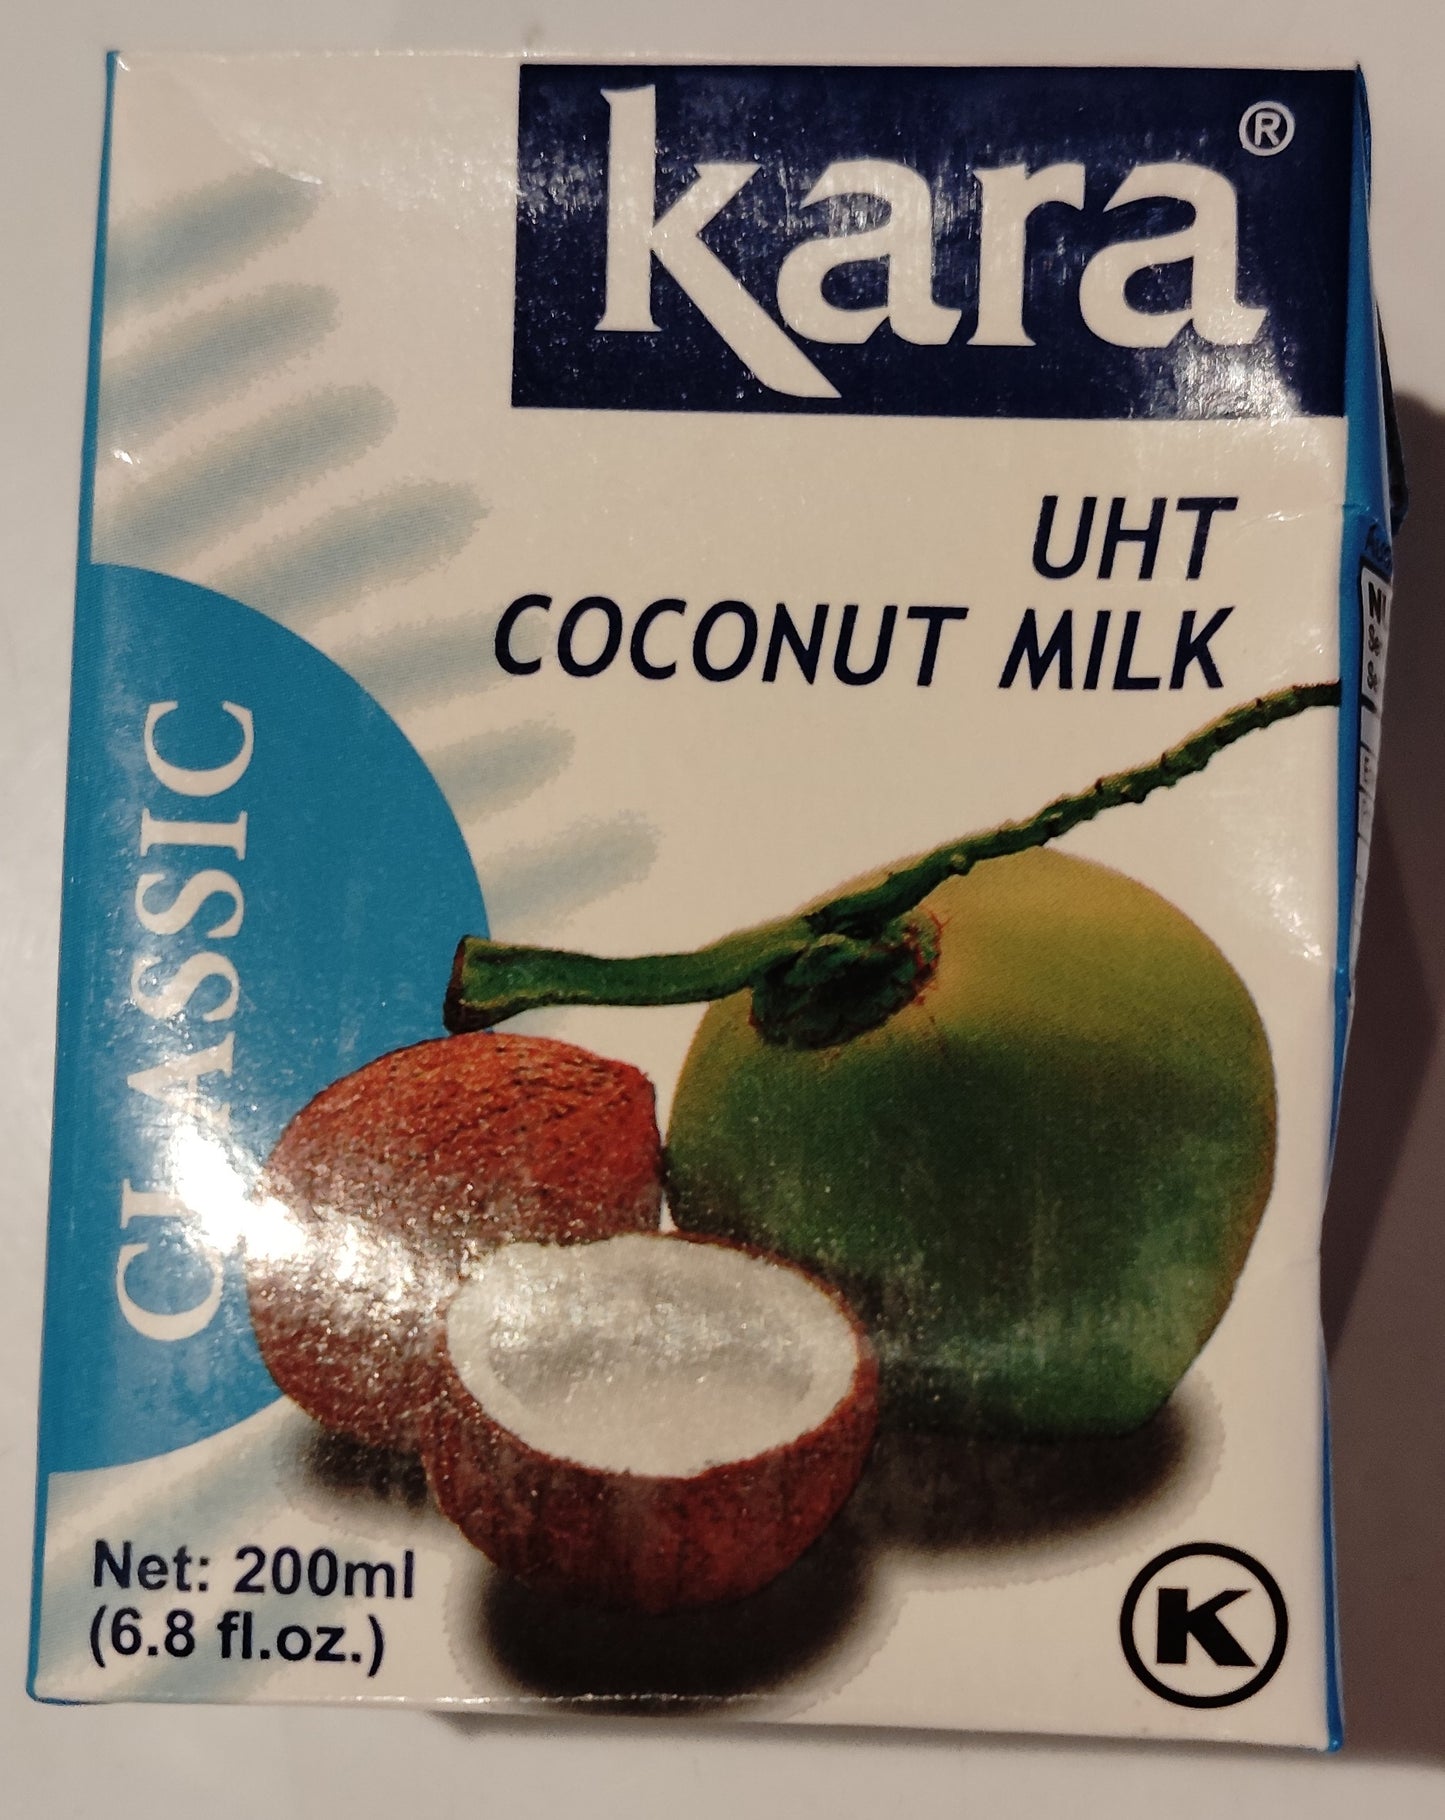 kara®
UHT
COCONUT MILK
CLASSIC
Net: 200ml
(6.8 fl.oz.)
K